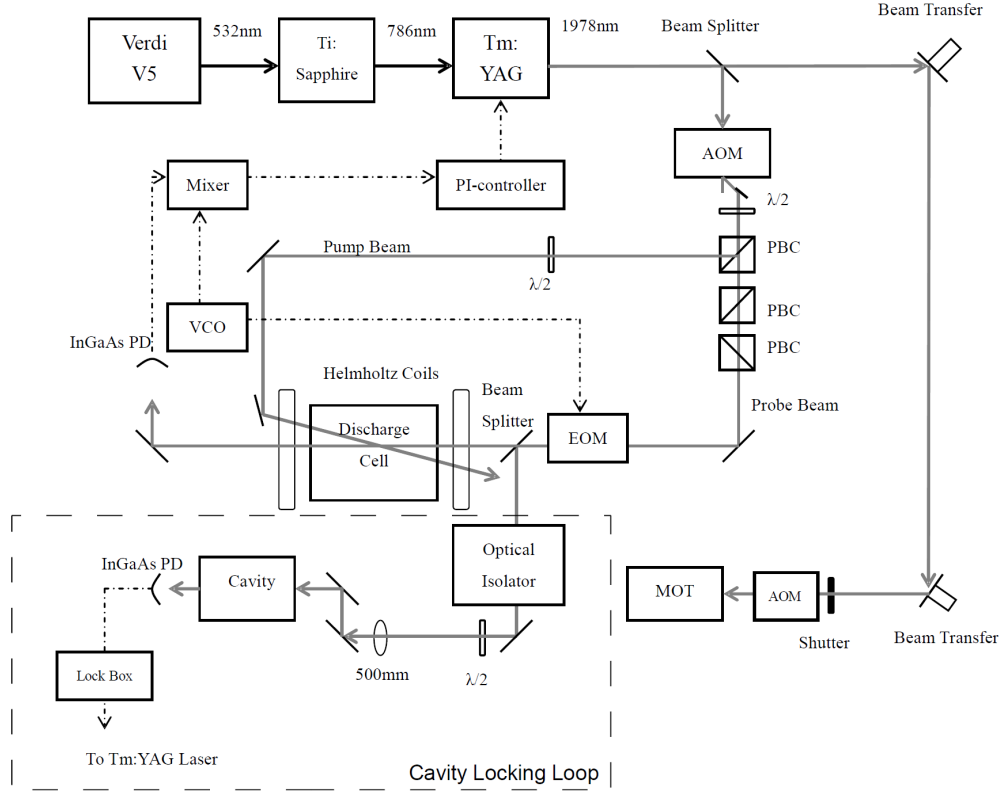 Beam Transfer
Verdi
V5
532nm
Ti:
Sapphire
786nm
Tm:
YAG
1978nm
Beam Splitter
AOM
λ/2
Mixer
PI-controller
Pump Beam
λ/2
PBC
PBC
PBC
VCO
InGaAs PD
Helmholtz Coils
Beam
Splitter
Probe Beam
Discharge
Cell
EOM
InGaAs PD
Cavity
Optical
Isolator
MOT
AOM
Shutter
Beam Transfer
500mm
λ/2
Lock Box
To Tm:YAG Laser
Cavity Locking Loop